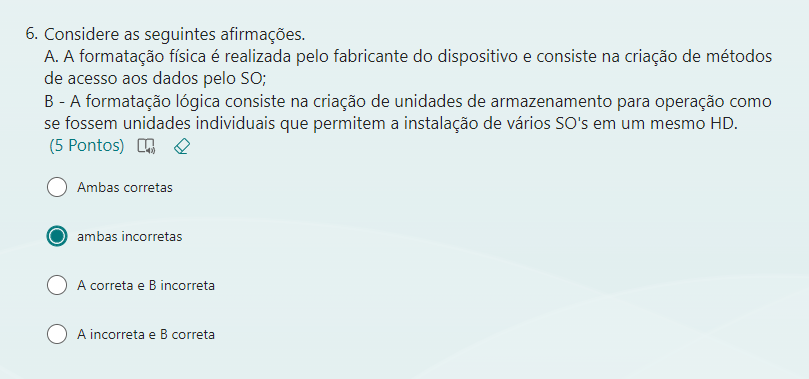 6. Considere as seguintes afirmações.
A. A formatação física é realizada pelo fabricante do dispositivo e consiste na criação de métodos
de acesso aos dados pelo SO;
B - A formatação lógica consiste na criação de unidades de armazenamento para operação como
se fossem unidades individuais que permitem a instalação de vários SO's em um mesmo HD.
(5 Pontos)
Ambas corretas
ambas incorretas
A correta e B incorreta
A incorreta e B correta